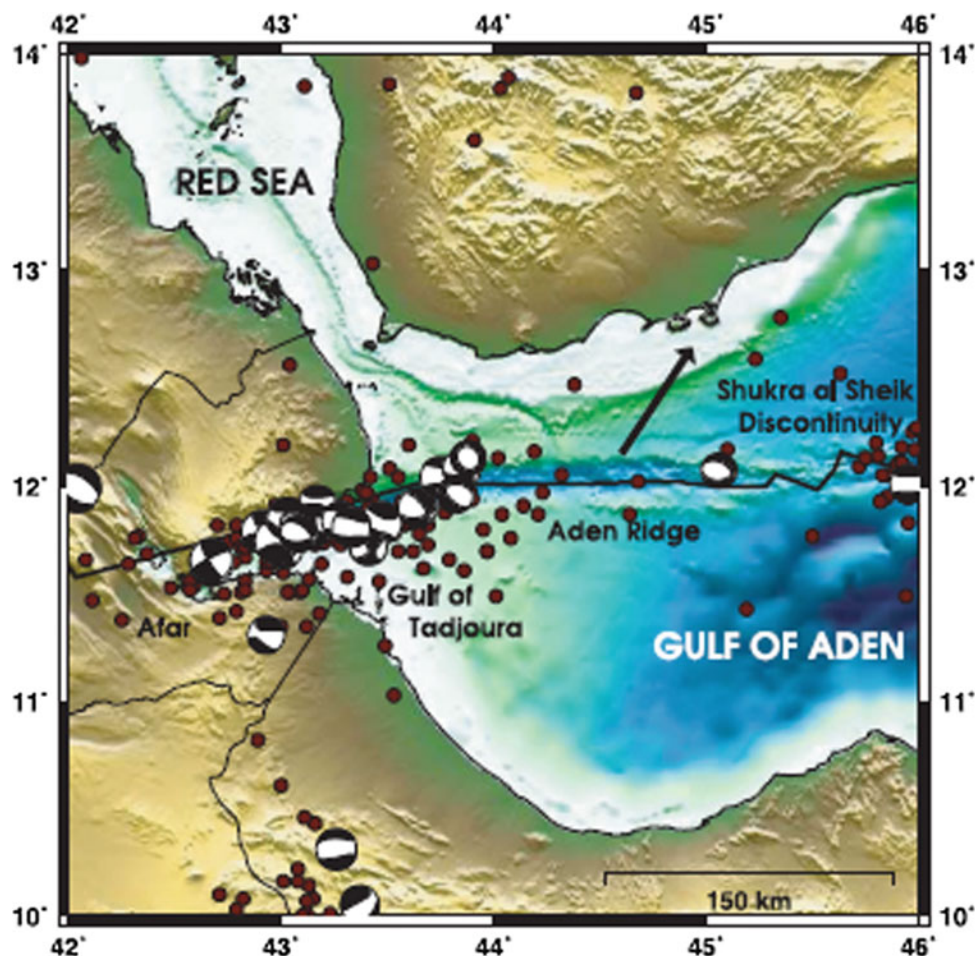 42° 43° 44° 45° 46°
14° 14°
RED SEA
13° 13°
Shukra al Sheik
Discontinuity
12° 12°
Aden Ridge
Gulf of
Tadjoura
Afar
GULF OF ADEN
11° 11°
150 km
10° 10°
42° 43° 44° 45° 46°